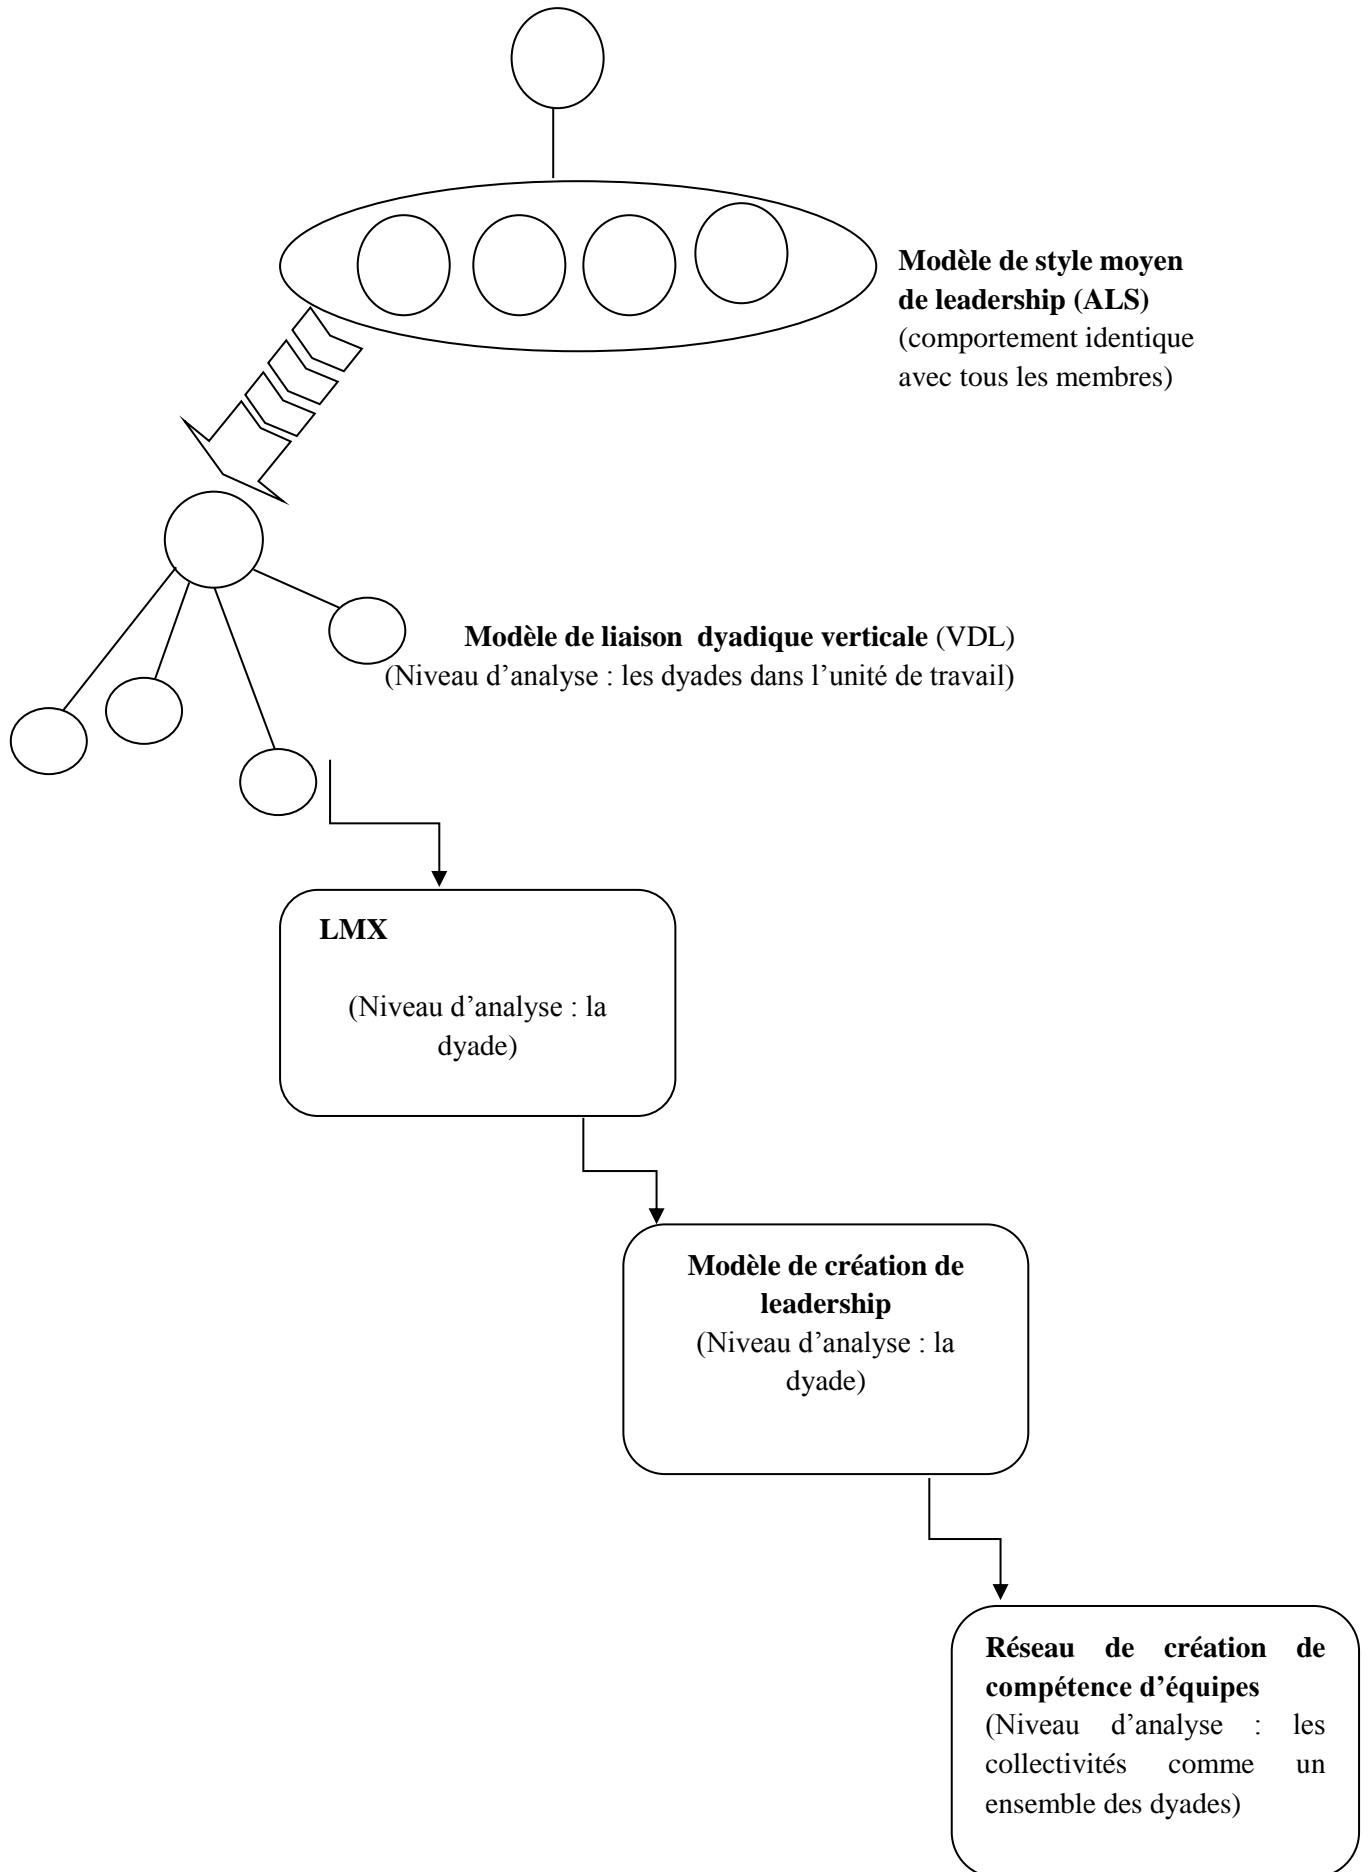 Modèle de style moyen
de leadership (ALS)
(comportement identique
avec tous les membres)
Modèle de liaison dyadique verticale (VDL)
(Niveau d’analyse : les dyades dans l’unité de travail)
LMX
(Niveau d’analyse : la
dyade)
Modèle de création de
leadership
(Niveau d’analyse : la
dyade)
Réseau de création de
compétence d’équipes
(Niveau d’analyse : les
collectivités comme un
ensemble des dyades)